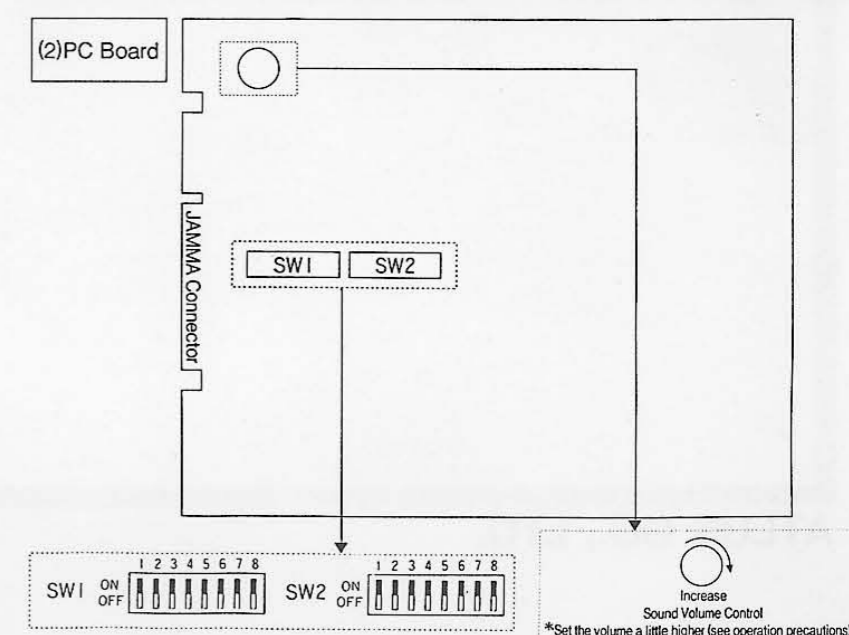 (2)PC Board
JAMMA Connector
SW1 SW2
1 2 3 4 5 6 7 8
SW1 ON
OFF
1 2 3 4 5 6 7 8
SW2 ON
OFF
Increase
Sound Volume Control
*Set the volume a little higher (see operation precautions)